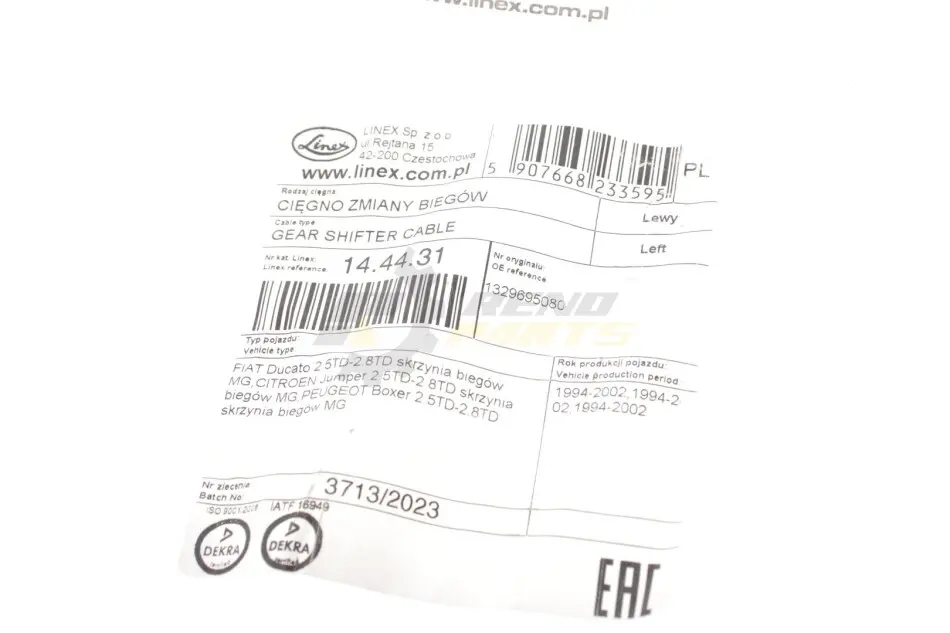 www.linex.com.pl
Linex
LINEX Sp. z.o.o
ul Rejtana 15
42-200 Czestochowa
www.linex.com.pl
5 907668 233595
PL
Rodzaj cięgna:
CIĘGNO ZMIANY BIEGÓW
Lewy
Cable type
GEAR SHIFTER CABLE
Left
Nr kat. Linex:
Linex reference:
14.44.31
Nr oryginału:
OE reference:
1329695080
TREND
PARTS
Typ pojazdu:
Vehicle type:
FIAT Ducato 2.5TD-2.8TD skrzynia biegów
MG,CITROEN Jumper 2.5TD-2.8TD skrzynia
biegów MG,PEUGEOT Boxer 2.5TD-2.8TD
skrzynia biegów MG
Rok produkcji pojazdu:
Vehicle production period
1994-2002,1994-2
02,1994-2002
Nr zlecenia
Batch No:
3713/2023
ISO 9001:2008
IATF 16949
DEKRA
DEKRA
EAC